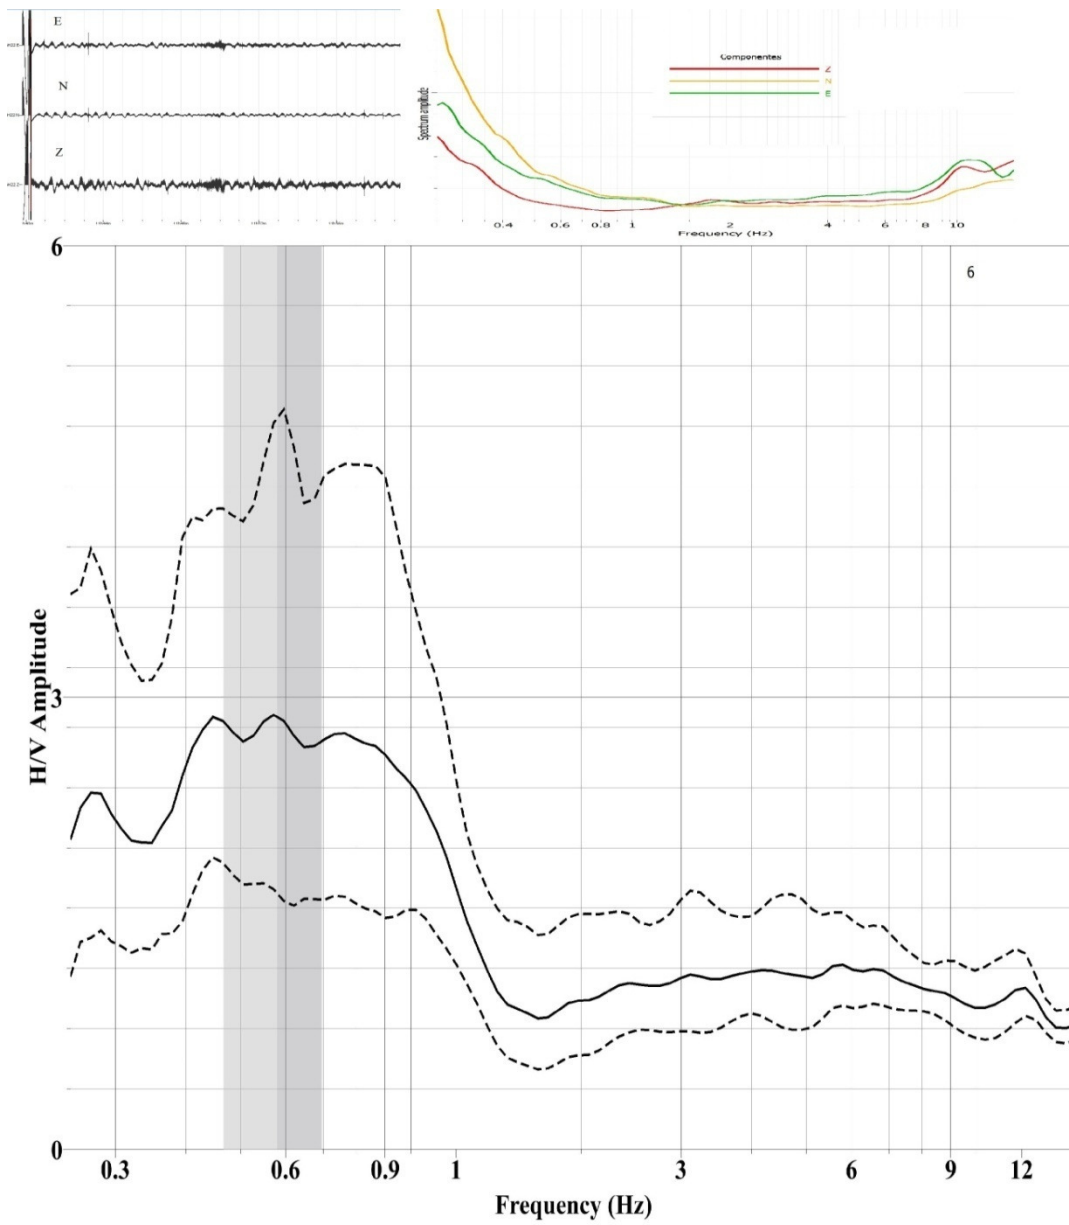 E
N
Z
Spectrum amplitude
Componentes
Z
N
E
0.4 0.6 0.8 1 2 4 6 8 10
Frequency (Hz)
6
6
3
0
H/V Amplitude
0.3 0.6 0.9 1 3 6 9 12
Frequency (Hz)